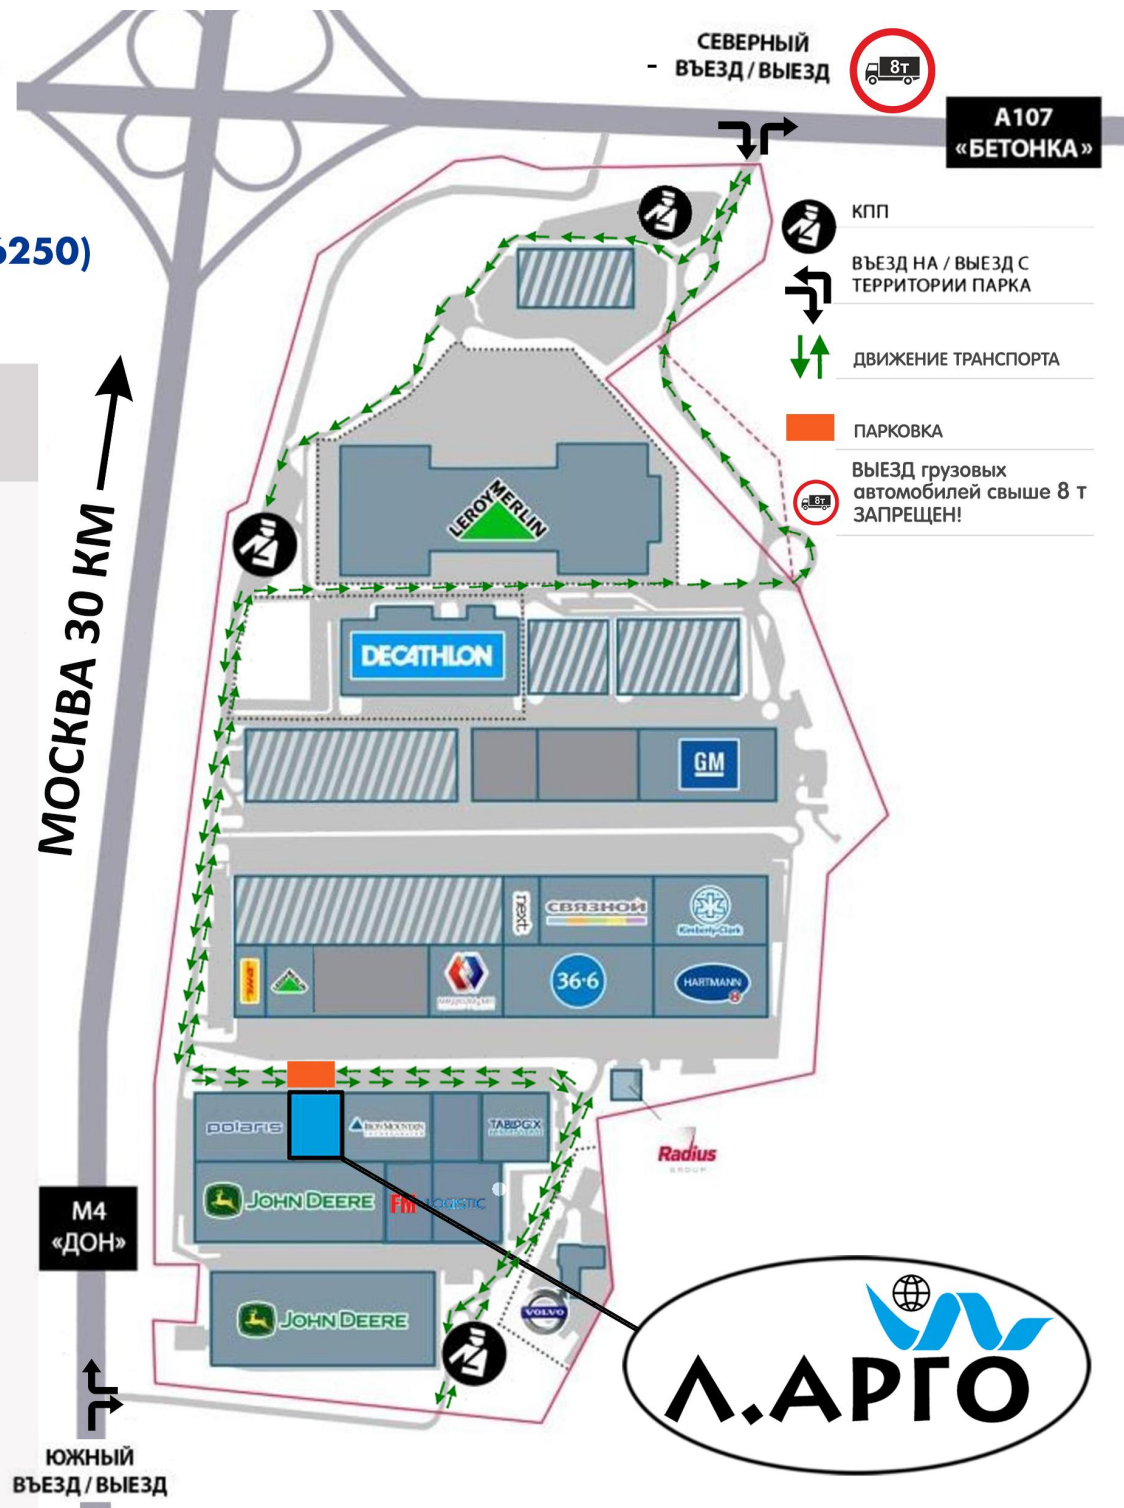 СЕВЕРНЫЙ
- ВЪЕЗД / ВЫЕЗД
8т
А107
«БЕТОНКА»
6250)
КПП
ВЪЕЗД НА / ВЫЕЗД С
ТЕРРИТОРИИ ПАРКА
ДВИЖЕНИЕ ТРАНСПОРТА
ПАРКОВКА
ВЫЕЗД грузовых
автомобилей свыше 8 т
ЗАПРЕЩЕН!
8т
МОСКВА 30 КМ
LEROY MERLIN
DECATHLON
GM
next
СВЯЗНОЙ
Kimberly-Clark
DHL
36·6
HARTMANN
polaris
IRON MOUNTAIN
Radius
GROUP
JOHN DEERE
FM LOGISTIC
М4
«ДОН»
JOHN DEERE
VOLVO
Л.АРГО
ЮЖНЫЙ
ВЪЕЗД / ВЫЕЗД